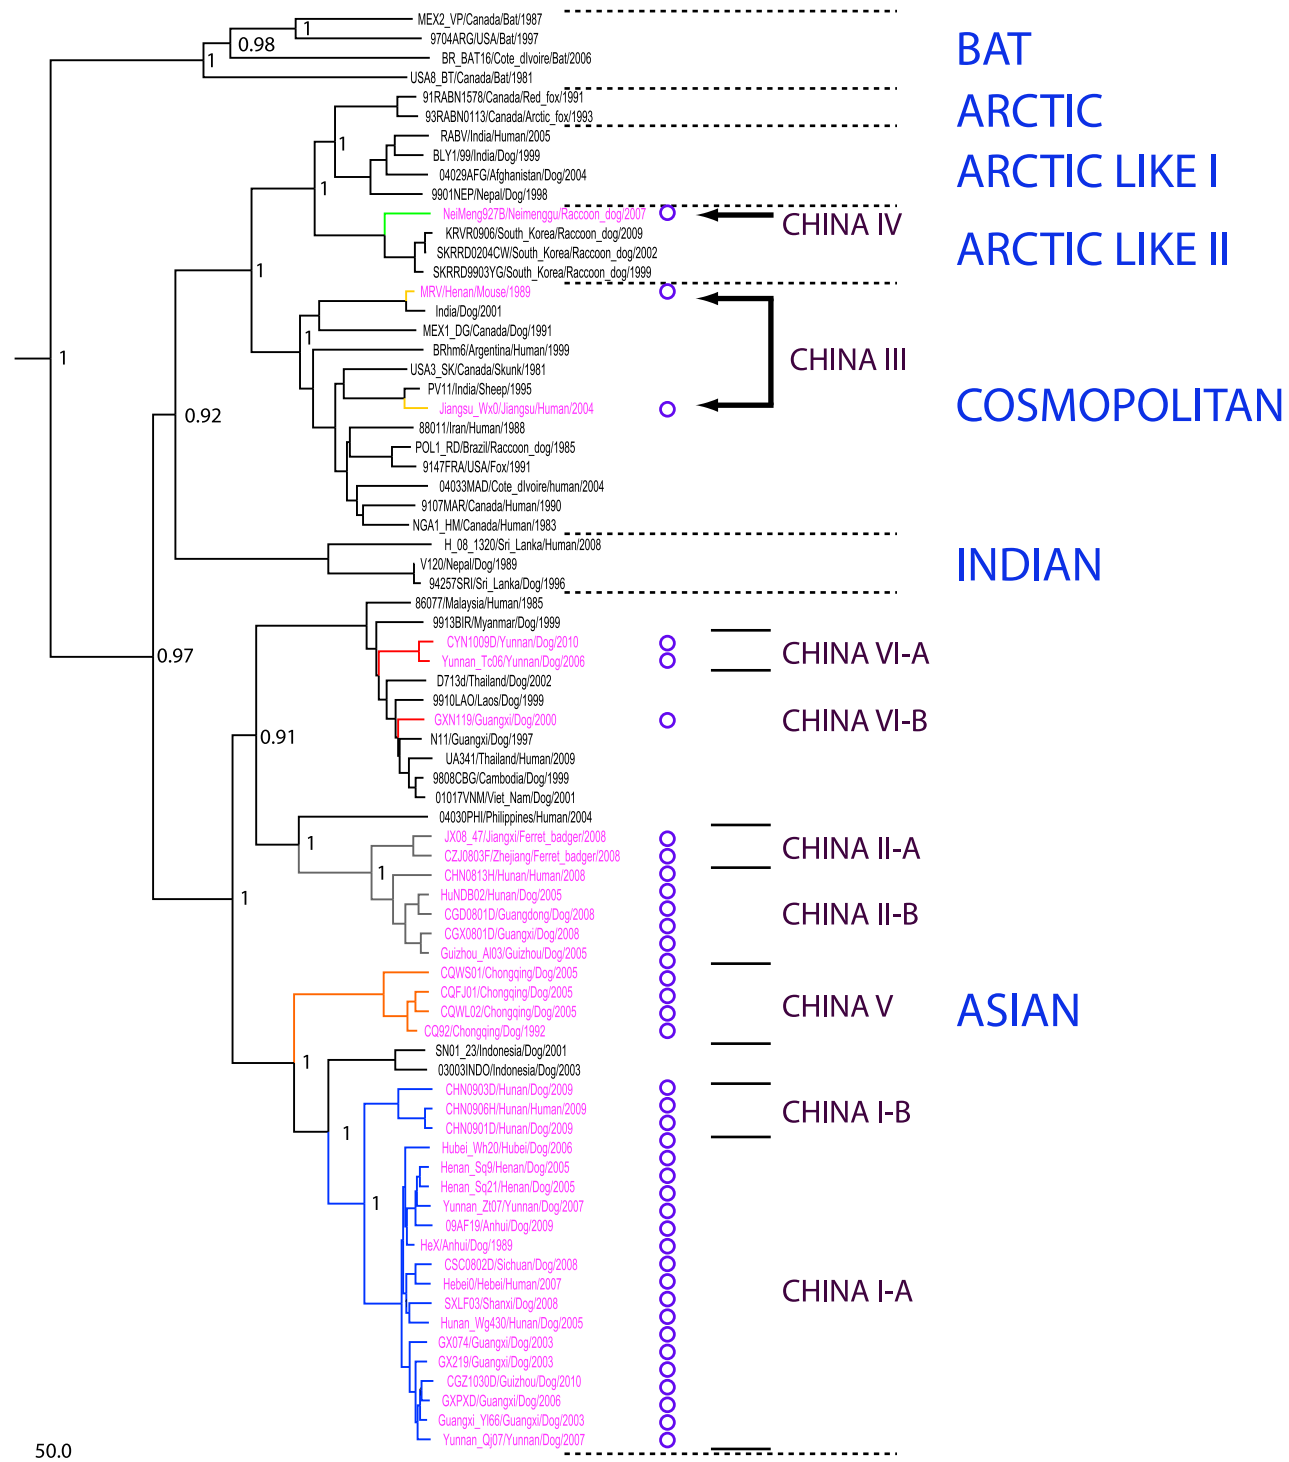 MEX2_VP/Canada/Bat/1987
1
9704ARG/USA/Bat/1997
0.98
BAT
BR_BAT16/Cote_dIvoire/Bat/2006
1
USA8_BT/Canada/Bat/1981
91RABN1578/Canada/Red_fox/1991
ARCTIC
93RABN0113/Canada/Arctic_fox/1993
RABV/India/Human/2005
1
BLY1/99/India/Dog/1999
04029AFG/Afghanistan/Dog/2004
ARCTIC LIKE I
1
9901NEP/Nepal/Dog/1998
NeiMeng927B/Neimenggu/Raccoon_dog/2007
CHINA IV
KRVR0906/South_Korea/Raccoon_dog/2009
ARCTIC LIKE II
SKRRD0204CW/South_Korea/Raccoon_dog/2002
1
SKRRD9903YG/South_Korea/Raccoon_dog/1999
MRV/Henan/Mouse/1989
India/Dog/2001
MEX1_DG/Canada/Dog/1991
1
BRhm6/Argentina/Human/1999
1
CHINA III
USA3_SK/Canada/Skunk/1981
PV11/India/Sheep/1995
Jiangsu_Wx0/Jiangsu/Human/2004
COSMOPOLITAN
0.92
88011/Iran/Human/1988
POL1_RD/Brazil/Raccoon_dog/1985
9147FRA/USA/Fox/1991
04033MAD/Cote_dIvoire/human/2004
9107MAR/Canada/Human/1990
NGA1_HM/Canada/Human/1983
H_08_1320/Sri_Lanka/Human/2008
V120/Nepal/Dog/1989
INDIAN
94257SRI/Sri_Lanka/Dog/1996
86077/Malaysia/Human/1985
9913BIR/Myanmar/Dog/1999
CYN1009D/Yunnan/Dog/2010
0.97
CHINA VI-A
Yunnan_Tc06/Yunnan/Dog/2006
D713d/Thailand/Dog/2002
9910LAO/Laos/Dog/1999
GXN119/Guangxi/Dog/2000
CHINA VI-B
0.91
N11/Guangxi/Dog/1997
UA341/Thailand/Human/2009
9808CBG/Cambodia/Dog/1999
01017VNM/Viet_Nam/Dog/2001
04030PHI/Philippines/Human/2004
JX08_47/Jiangxi/Ferret_badger/2008
1
CHINA II-A
CZJ0803F/Zhejiang/Ferret_badger/2008
1
CHN0813H/Hunan/Human/2008
HuNDB02/Hunan/Dog/2005
1
CGD0801D/Guangdong/Dog/2008
CHINA II-B
CGX0801D/Guangxi/Dog/2008
Guizhou_Al03/Guizhou/Dog/2005
CQWS01/Chongqing/Dog/2005
CQFJ01/Chongqing/Dog/2005
CHINA V
ASIAN
CQWL02/Chongqing/Dog/2005
CQ92/Chongqing/Dog/1992
SN01_23/Indonesia/Dog/2001
1
03003INDO/Indonesia/Dog/2003
CHN0903D/Hunan/Dog/2009
CHN0906H/Hunan/Human/2009
CHINA I-B
CHN0901D/Hunan/Dog/2009
1
Hubei_Wh20/Hubei/Dog/2006
Henan_Sq9/Henan/Dog/2005
Henan_Sq21/Henan/Dog/2005
1
Yunnan_Zt07/Yunnan/Dog/2007
09AF19/Anhui/Dog/2009
HeX/Anhui/Dog/1989
CSC0802D/Sichuan/Dog/2008
Hebei0/Hebei/Human/2007
CHINA I-A
SXLF03/Shanxi/Dog/2008
Hunan_Wg430/Hunan/Dog/2005
GX074/Guangxi/Dog/2003
GX219/Guangxi/Dog/2003
CGZ1030D/Guizhou/Dog/2010
GXPXD/Guangxi/Dog/2006
Guangxi_Yl66/Guangxi/Dog/2003
Yunnan_Qj07/Yunnan/Dog/2007
50.0